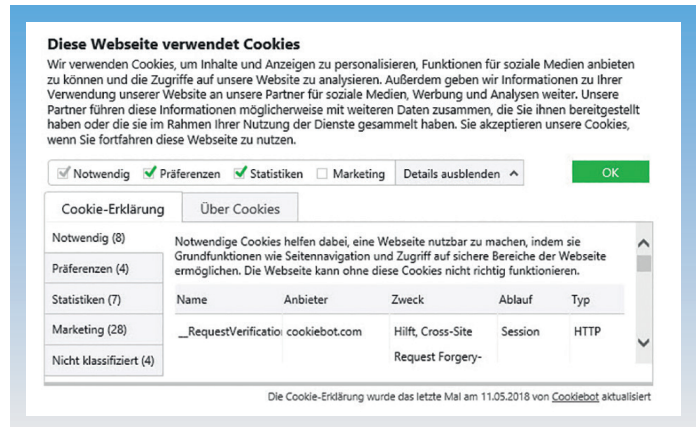 Diese Webseite verwendet Cookies
Wir verwenden Cookies, um Inhalte und Anzeigen zu personalisieren, Funktionen für soziale Medien anbieten
zu können und die Zugriffe auf unsere Website zu analysieren. Außerdem geben wir Informationen zu Ihrer
Verwendung unserer Website an unsere Partner für soziale Medien, Werbung und Analysen weiter. Unsere
Partner führen diese Informationen möglicherweise mit weiteren Daten zusammen, die Sie ihnen bereitgestellt
haben oder die sie im Rahmen Ihrer Nutzung der Dienste gesammelt haben. Sie akzeptieren unsere Cookies,
wenn Sie fortfahren diese Webseite zu nutzen.
Notwendig Präferenzen Statistiken Marketing Details ausblenden OK
Cookie-Erklärung Über Cookies
Notwendig (8)
Präferenzen (4)
Statistiken (7)
Marketing (28)
Nicht klassifiziert (4)
Notwendige Cookies helfen dabei, eine Webseite nutzbar zu machen, indem sie
Grundfunktionen wie Seitennavigation und Zugriff auf sichere Bereiche der Webseite
ermöglichen. Die Webseite kann ohne diese Cookies nicht richtig funktionieren.
Name Anbieter Zweck Ablauf Typ
__RequestVerificatio cookiebot.com Hilft, Cross-Site Session HTTP
Request Forgery-
Die Cookie-Erklärung wurde das letzte Mal am 11.05.2018 von Cookiebot aktualisiert